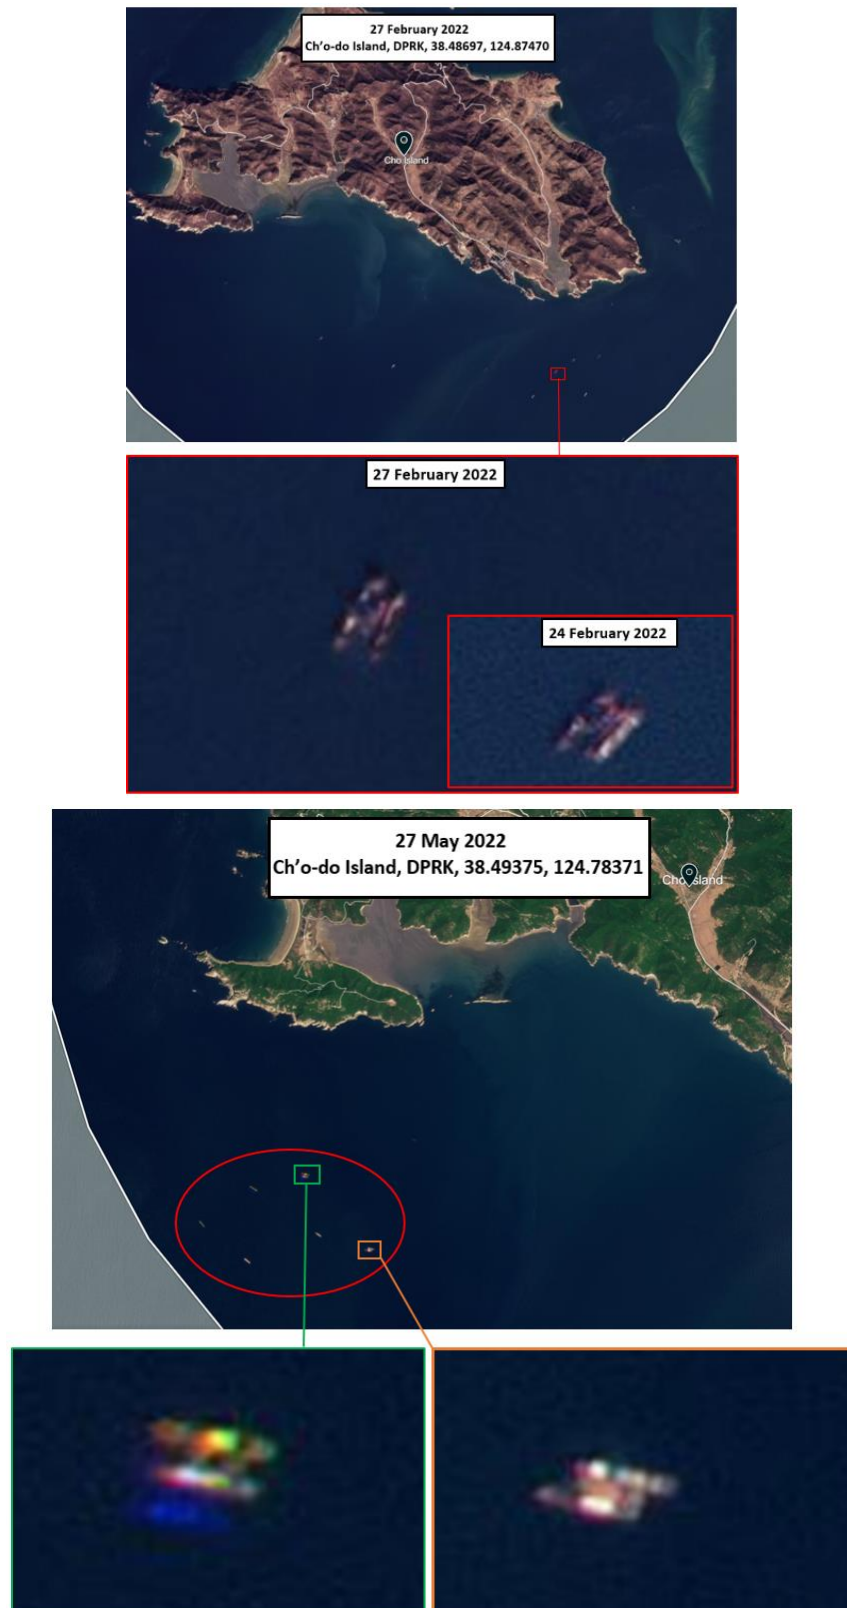 27 February 2022
Ch'o-do Island, DPRK, 38.48697, 124.87470
Cho Island
27 February 2022
24 February 2022
27 May 2022
Ch'o-do Island, DPRK, 38.49375, 124.78371
Cho Island